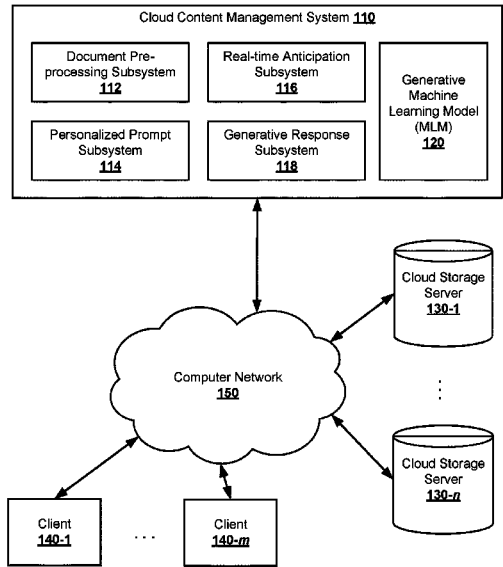 Cloud Content Management System 110
Document Pre-
processing Subsystem
112
Real-time Anticipation
Subsystem
116
Personalized Prompt
Subsystem
114
Generative Response
Subsystem
118
Generative
Machine
Learning Model
(MLM)
120
Cloud Storage
Server
130-1
Computer Network
150
⋮
Cloud Storage
Server
130-n
Client
140-1
. . .
Client
140-m